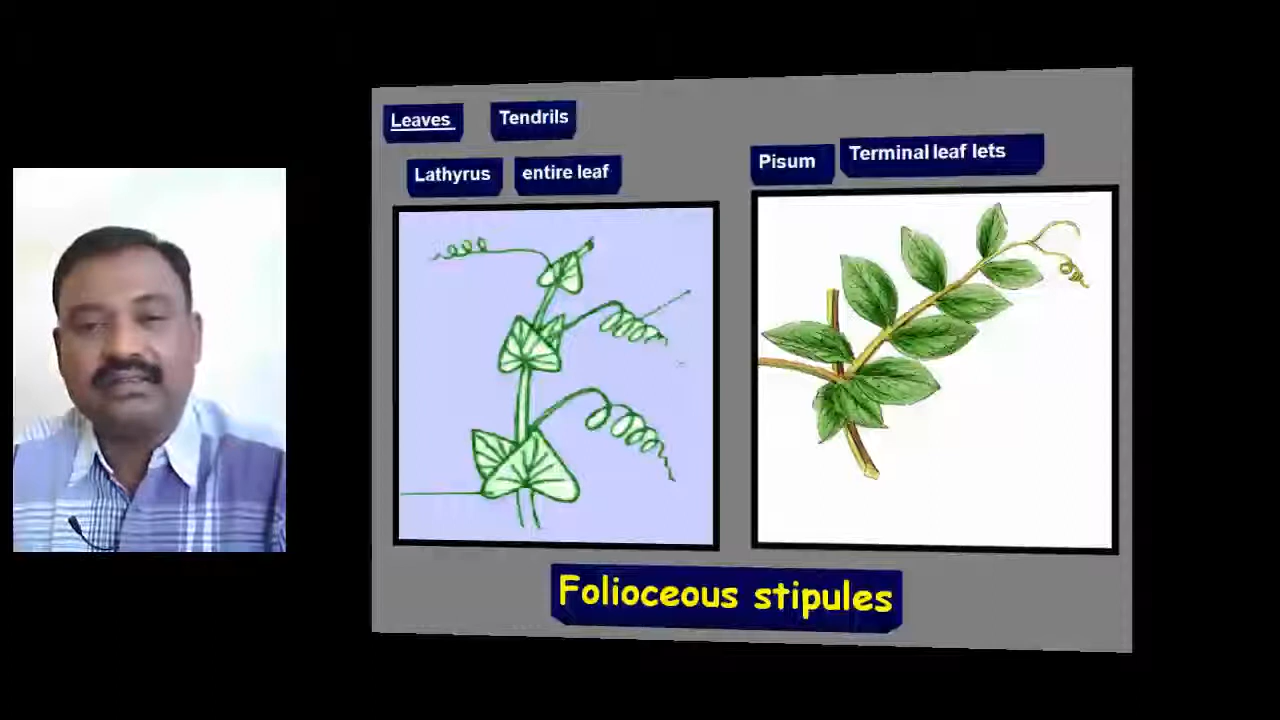 Leaves
Tendrils
Lathyrus
entire leaf
Pisum
Terminal leaf lets
Folioceous stipules